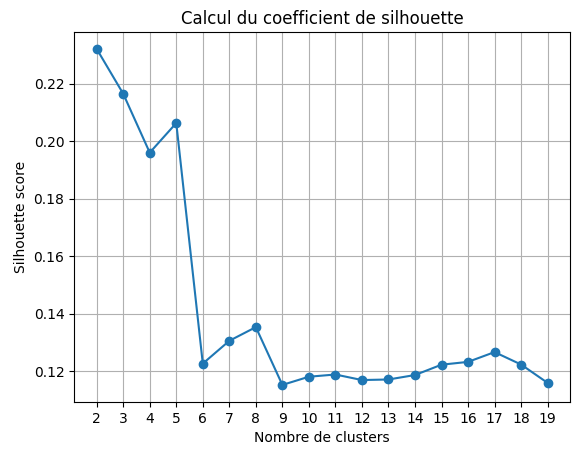 Calcul du coefficient de silhouette
Silhouette score
0.22
0.20
0.18
0.16
0.14
0.12
2 3 4 5 6 7 8 9 10 11 12 13 14 15 16 17 18 19
Nombre de clusters